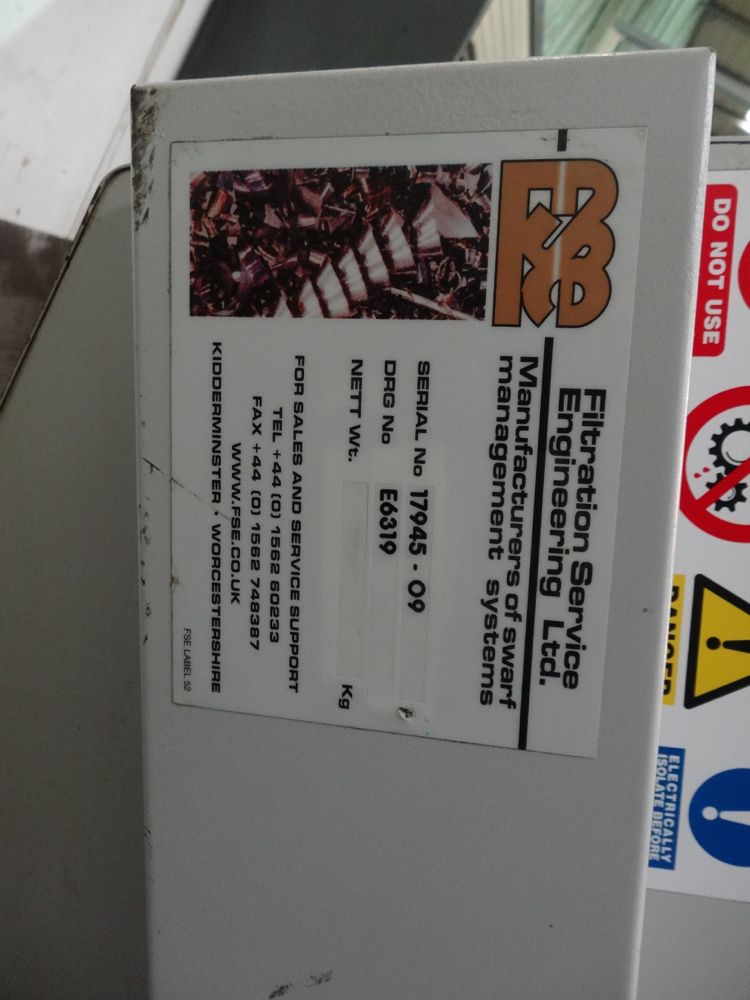 FSE
Filtration Service
Engineering Ltd.
Manufacturers of swarf
management systems
SERIAL No 17945 - 09
DRG No E6319
NETT Wt. Kg
FOR SALES AND SERVICE SUPPORT
TEL +44 (0) 1562 60233
FAX +44 (0) 1562 748387
WWW.FSE.CO.UK
KIDDERMINSTER · WORCESTERSHIRE
FSE LABEL 52
DO NOT USE
DANGER
ELECTRICALLY
ISOLATE BEFORE